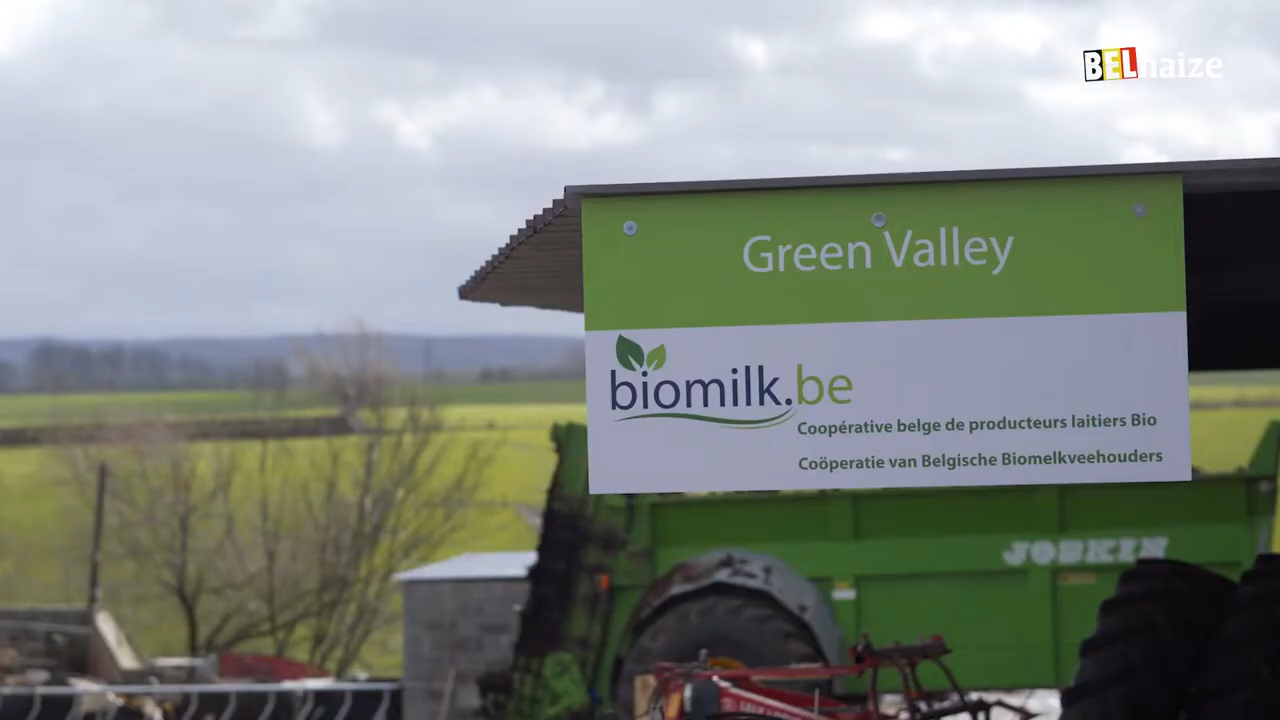 BELhaize
Green Valley
biomilk.be
Coopérative belge de producteurs laitiers Bio
Coöperatie van Belgische Biomelkveehouders
JOSKIN